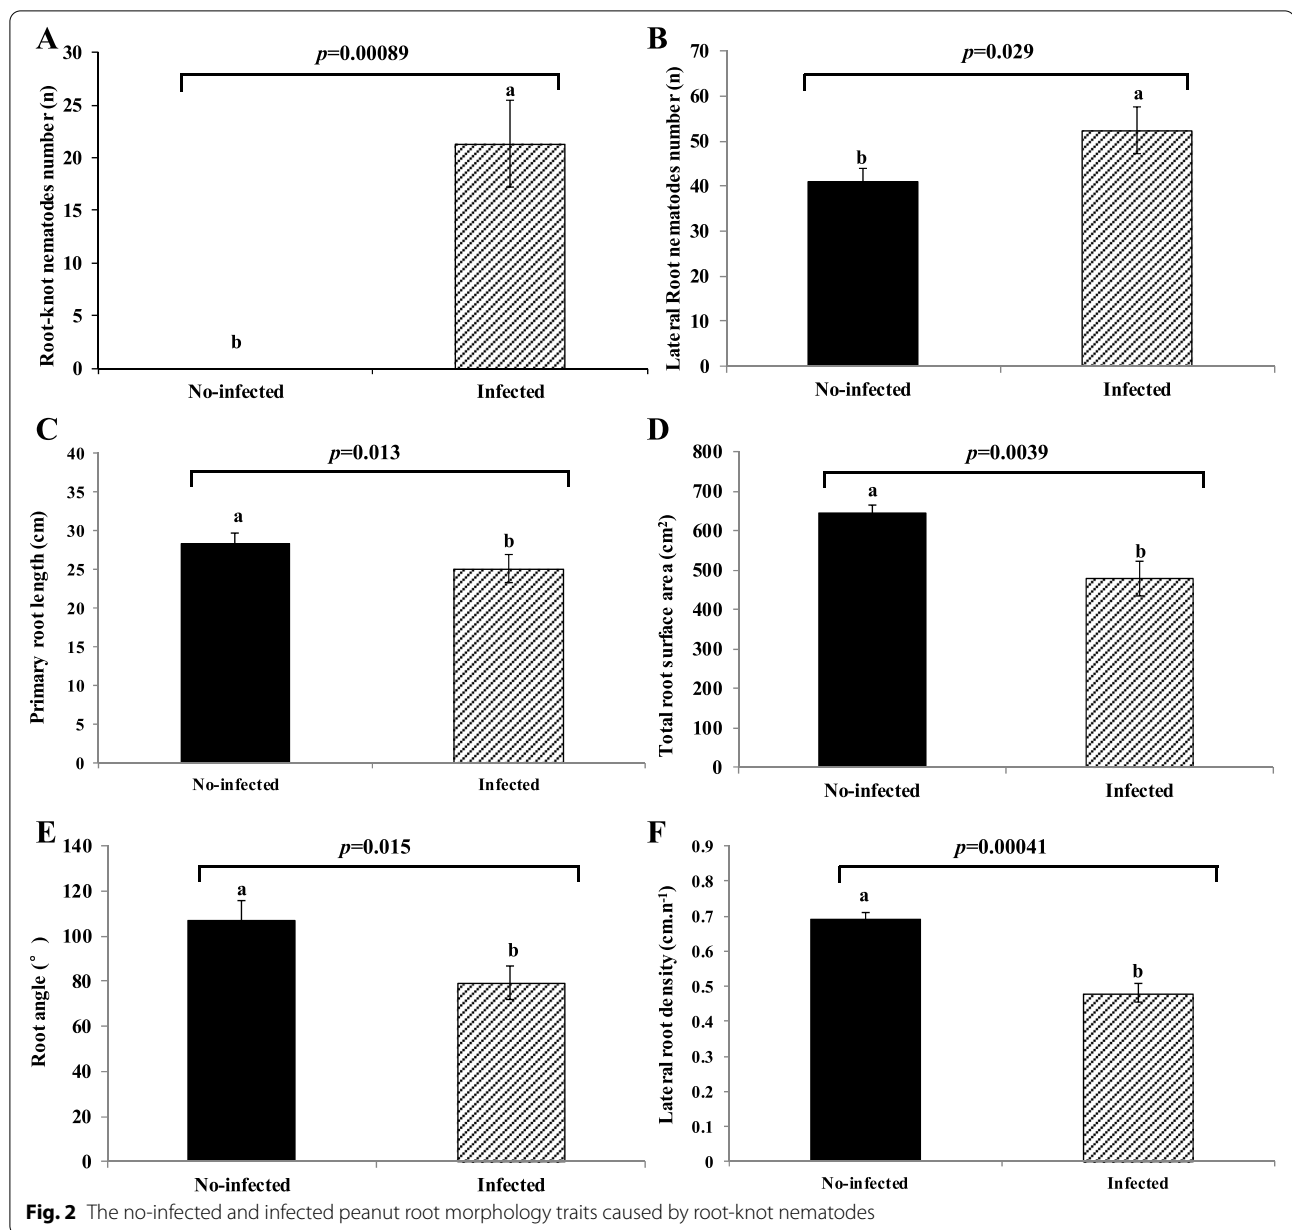 A
p=0.00089
Root-knot nematodes number (n)
30
25
20
15
10
5
0
a
b
No-infected
Infected
B
p=0.029
Lateral Root nematodes number (n)
70
60
50
40
30
20
10
0
b
a
No-infected
Infected
C
p=0.013
Primary root length (cm)
40
35
30
25
20
15
10
5
0
a
b
No-infected
Infected
D
p=0.0039
Total root surface area (cm²)
800
700
600
500
400
300
200
100
0
a
b
No-infected
Infected
E
p=0.015
Root angle (°)
140
120
100
80
60
40
20
0
a
b
No-infected
Infected
F
p=0.00041
Lateral root density (cm.n⁻¹)
0.9
0.8
0.7
0.6
0.5
0.4
0.3
0.2
0.1
0
a
b
No-infected
Infected
Fig. 2 The no-infected and infected peanut root morphology traits caused by root-knot nematodes